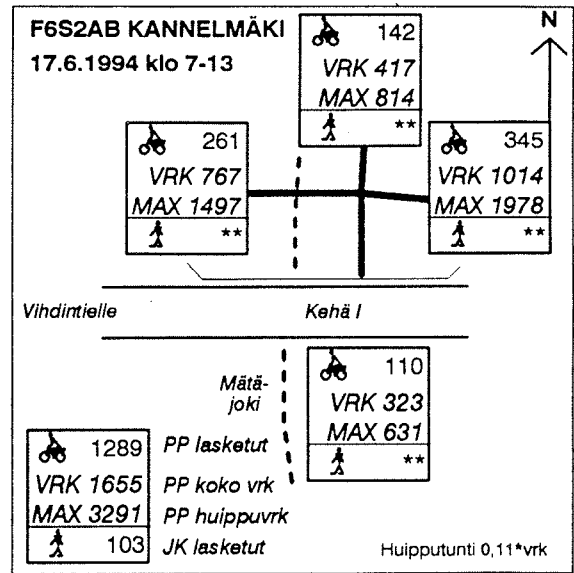 F6S2AB KANNELMÄKI
17.6.1994 klo 7-13
N
142
VRK 417
MAX 814
**
261
VRK 767
MAX 1497
**
345
VRK 1014
MAX 1978
**
Vihdintielle
Kehä I
Mätä-
joki
110
VRK 323
MAX 631
**
1289 PP lasketut
VRK 1655 PP koko vrk
MAX 3291 PP huippuvrk
103 JK lasketut
Huipputunti 0,11*vrk